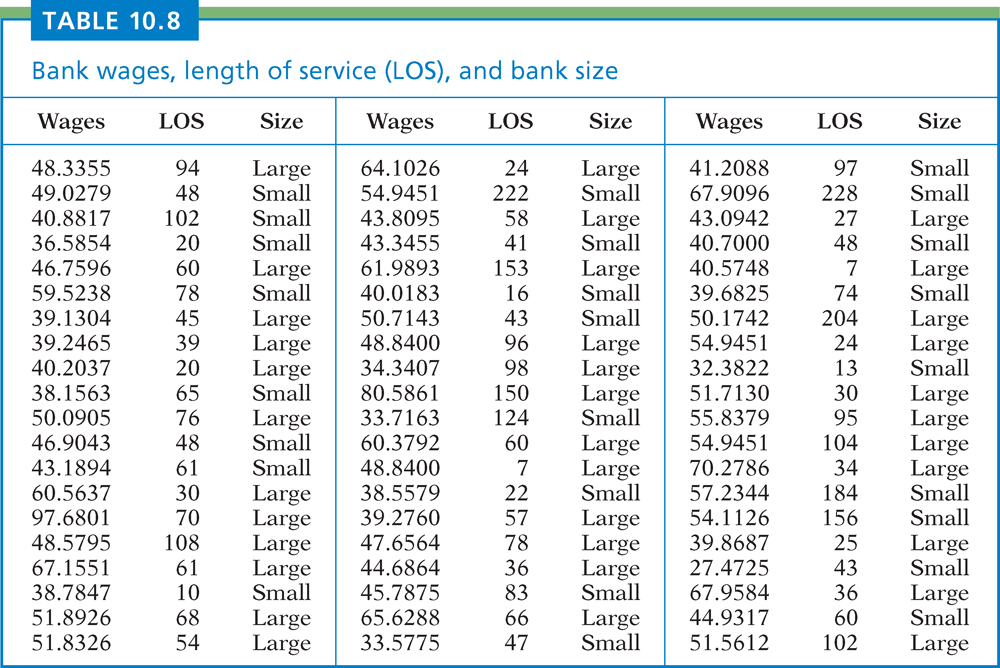 TABLE 10.8
Bank wages, length of service (LOS), and bank size
Wages LOS Size Wages LOS Size Wages LOS Size
48.3355 94 Large 64.1026 24 Large 41.2088 97 Small
49.0279 48 Small 54.9451 222 Small 67.9096 228 Small
40.8817 102 Small 43.8095 58 Large 43.0942 27 Large
36.5854 20 Small 43.3455 41 Small 40.7000 48 Small
46.7596 60 Large 61.9893 153 Large 40.5748 7 Large
59.5238 78 Small 40.0183 16 Small 39.6825 74 Small
39.1304 45 Large 50.7143 43 Small 50.1742 204 Large
39.2465 39 Large 48.8400 96 Large 54.9451 24 Large
40.2037 20 Large 34.3407 98 Large 32.3822 13 Small
38.1563 65 Small 80.5861 150 Large 51.7130 30 Large
50.0905 76 Large 33.7163 124 Small 55.8379 95 Large
46.9043 48 Small 60.3792 60 Large 54.9451 104 Large
43.1894 61 Small 48.8400 7 Large 70.2786 34 Large
60.5637 30 Large 38.5579 22 Small 57.2344 184 Small
97.6801 70 Large 39.2760 57 Large 54.1126 156 Small
48.5795 108 Large 47.6564 78 Large 39.8687 25 Large
67.1551 61 Large 44.6864 36 Large 27.4725 43 Small
38.7847 10 Small 45.7875 83 Small 67.9584 36 Large
51.8926 68 Large 65.6288 66 Large 44.9317 60 Small
51.8326 54 Large 33.5775 47 Small 51.5612 102 Large